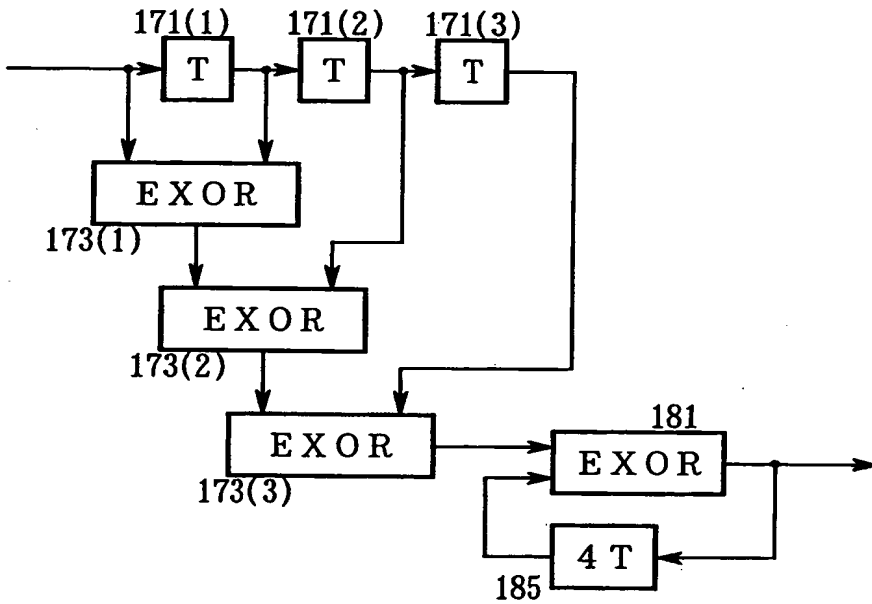 171(1) 171(2) 171(3)
T T T
EXOR
173(1)
EXOR
173(2)
181
EXOR EXOR
173(3)
4T
185